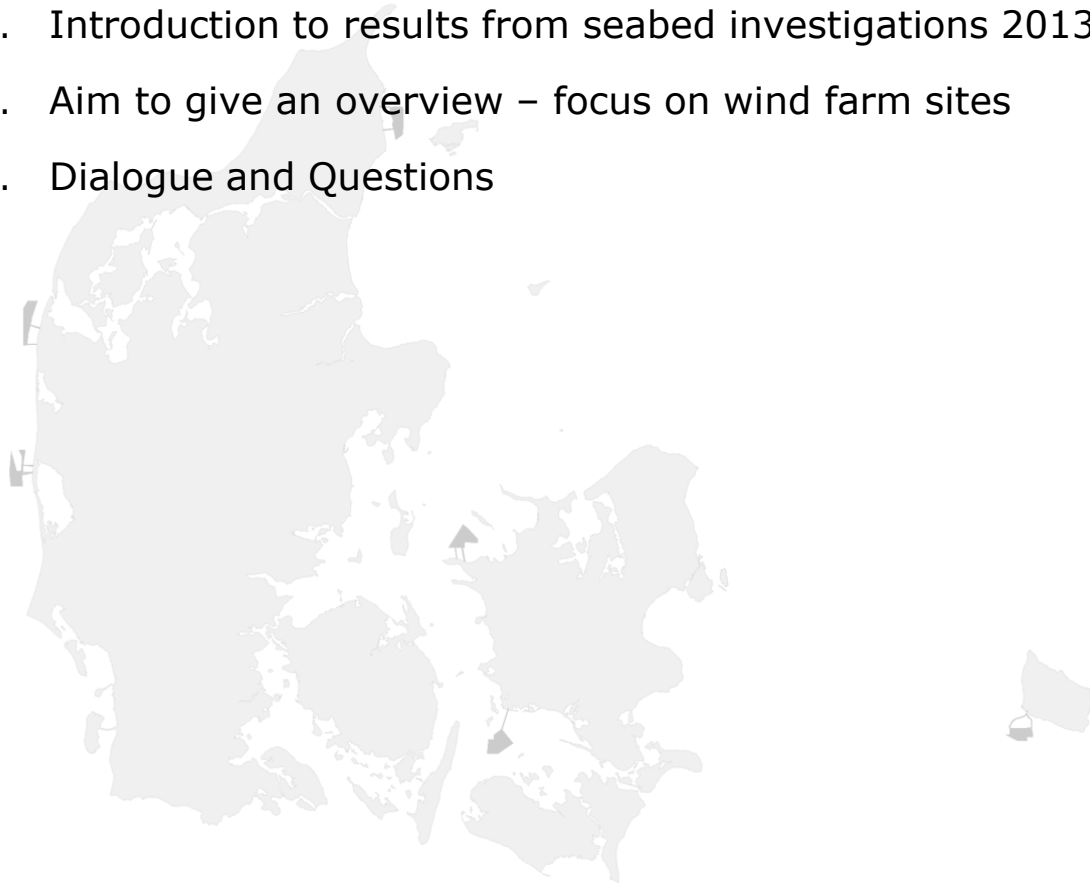 . Introduction to results from seabed investigations 2013
. Aim to give an overview – focus on wind farm sites
. Dialogue and Questions